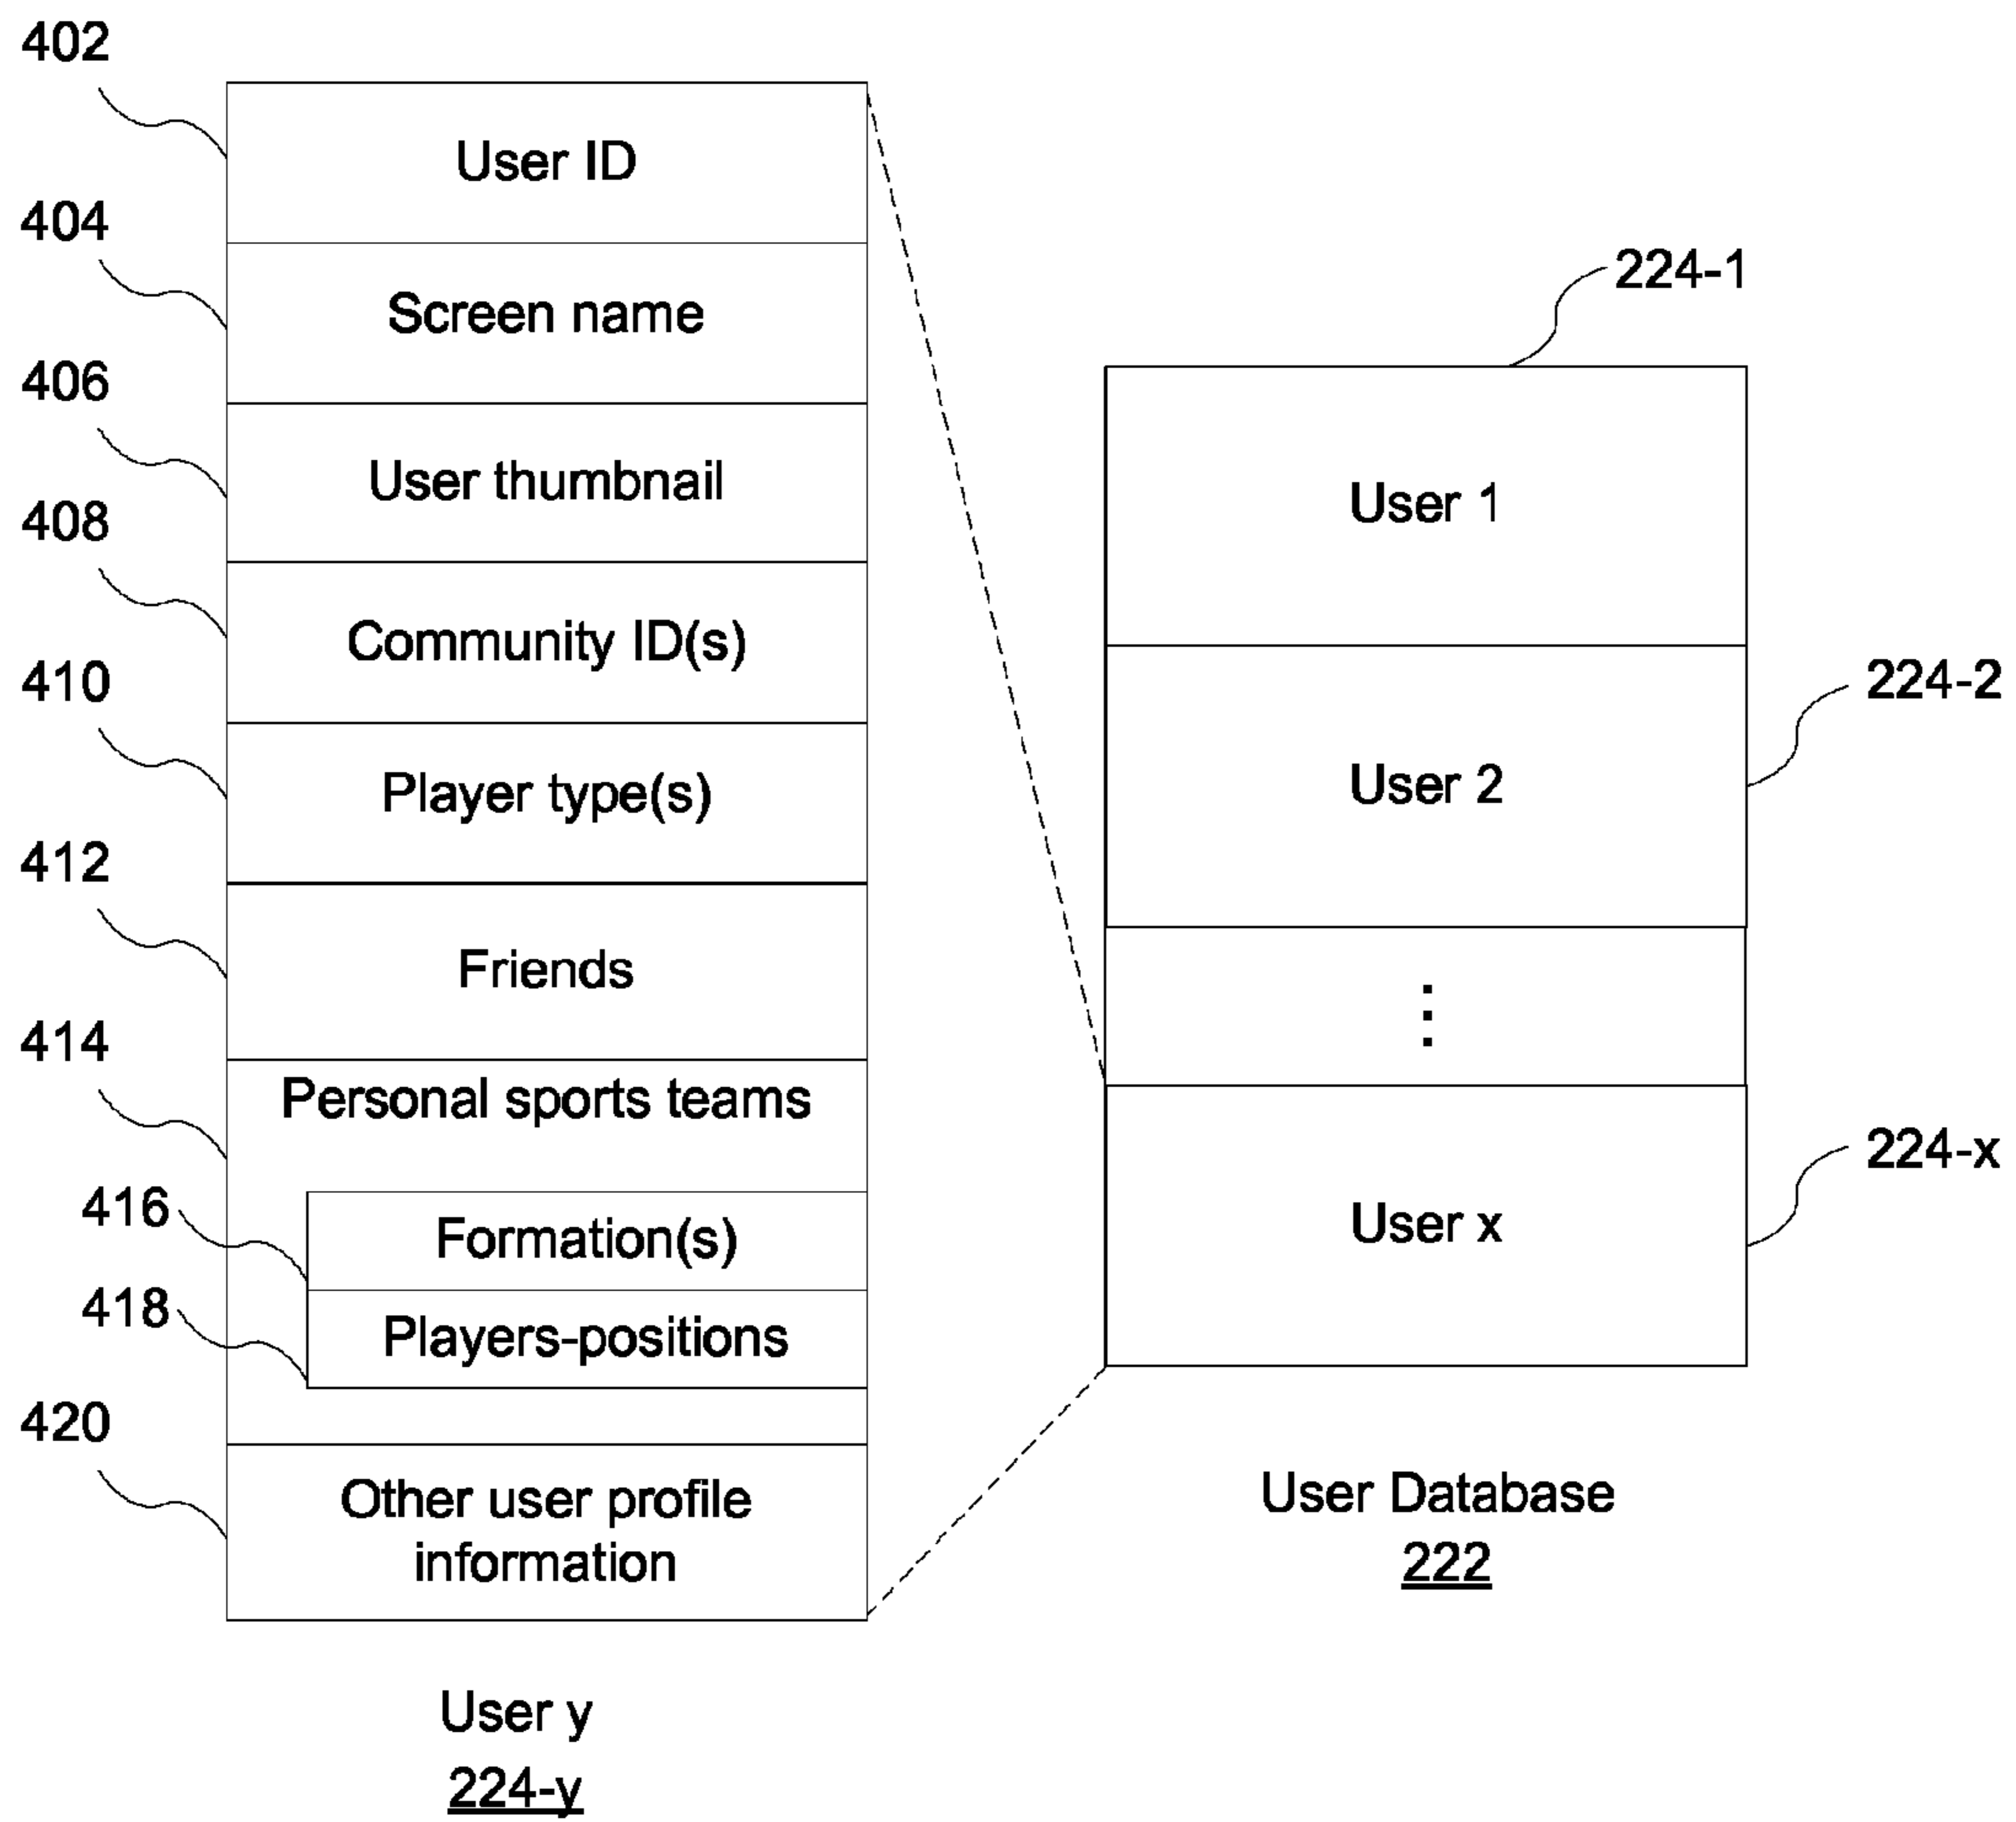 402
User ID
404
Screen name
406
User thumbnail
408
Community ID(s)
410
Player type(s)
412
Friends
414
Personal sports teams
416
Formation(s)
418
Players-positions
420
Other user profile
information
User y
224-y
224-1
User 1
224-2
User 2
⋮
224-x
User x
User Database
222